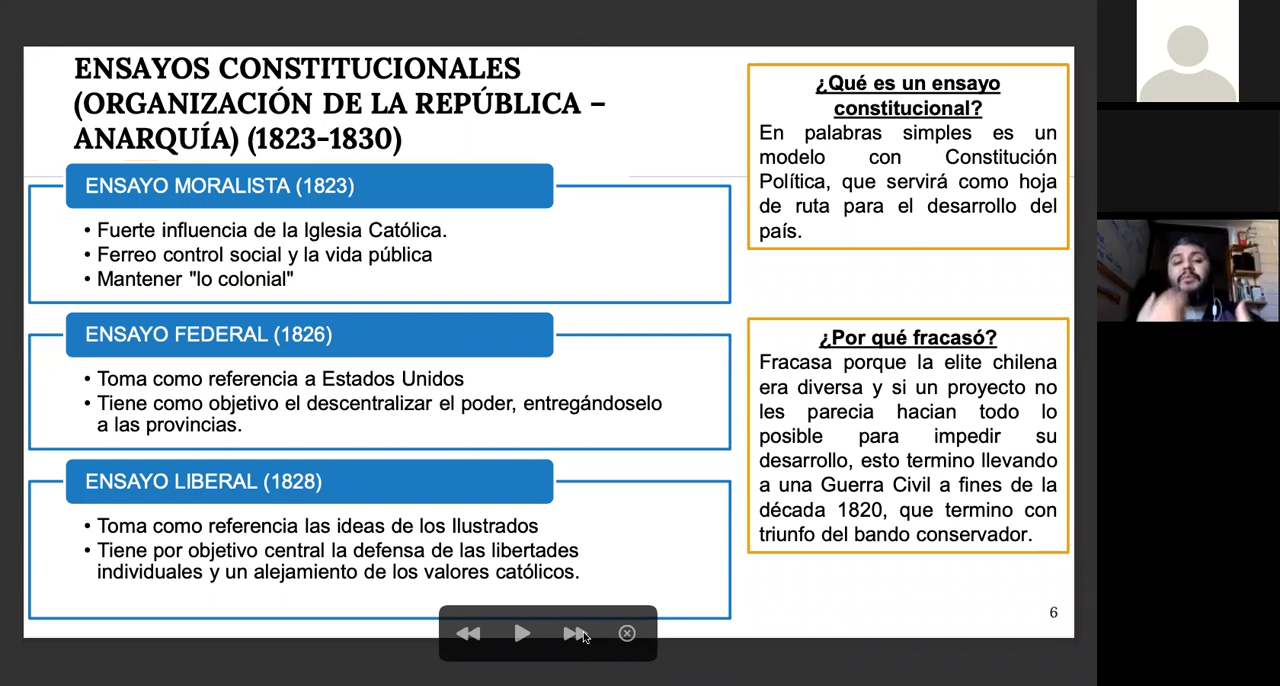 ENSAYOS CONSTITUCIONALES
(ORGANIZACIÓN DE LA REPÚBLICA –
ANARQUÍA) (1823-1830)
ENSAYO MORALISTA (1823)
• Fuerte influencia de la Iglesia Católica.
• Ferreo control social y la vida pública
• Mantener "lo colonial"
ENSAYO FEDERAL (1826)
• Toma como referencia a Estados Unidos
• Tiene como objetivo el descentralizar el poder, entregándoselo
a las provincias.
ENSAYO LIBERAL (1828)
• Toma como referencia las ideas de los Ilustrados
• Tiene por objetivo central la defensa de las libertades
individuales y un alejamiento de los valores católicos.
¿Qué es un ensayo
constitucional?
En palabras simples es un
modelo con Constitución
Política, que servirá como hoja
de ruta para el desarrollo del
país.
¿Por qué fracasó?
Fracasa porque la elite chilena
era diversa y si un proyecto no
les parecia hacian todo lo
posible para impedir su
desarrollo, esto termino llevando
a una Guerra Civil a fines de la
década 1820, que termino con
triunfo del bando conservador.
6